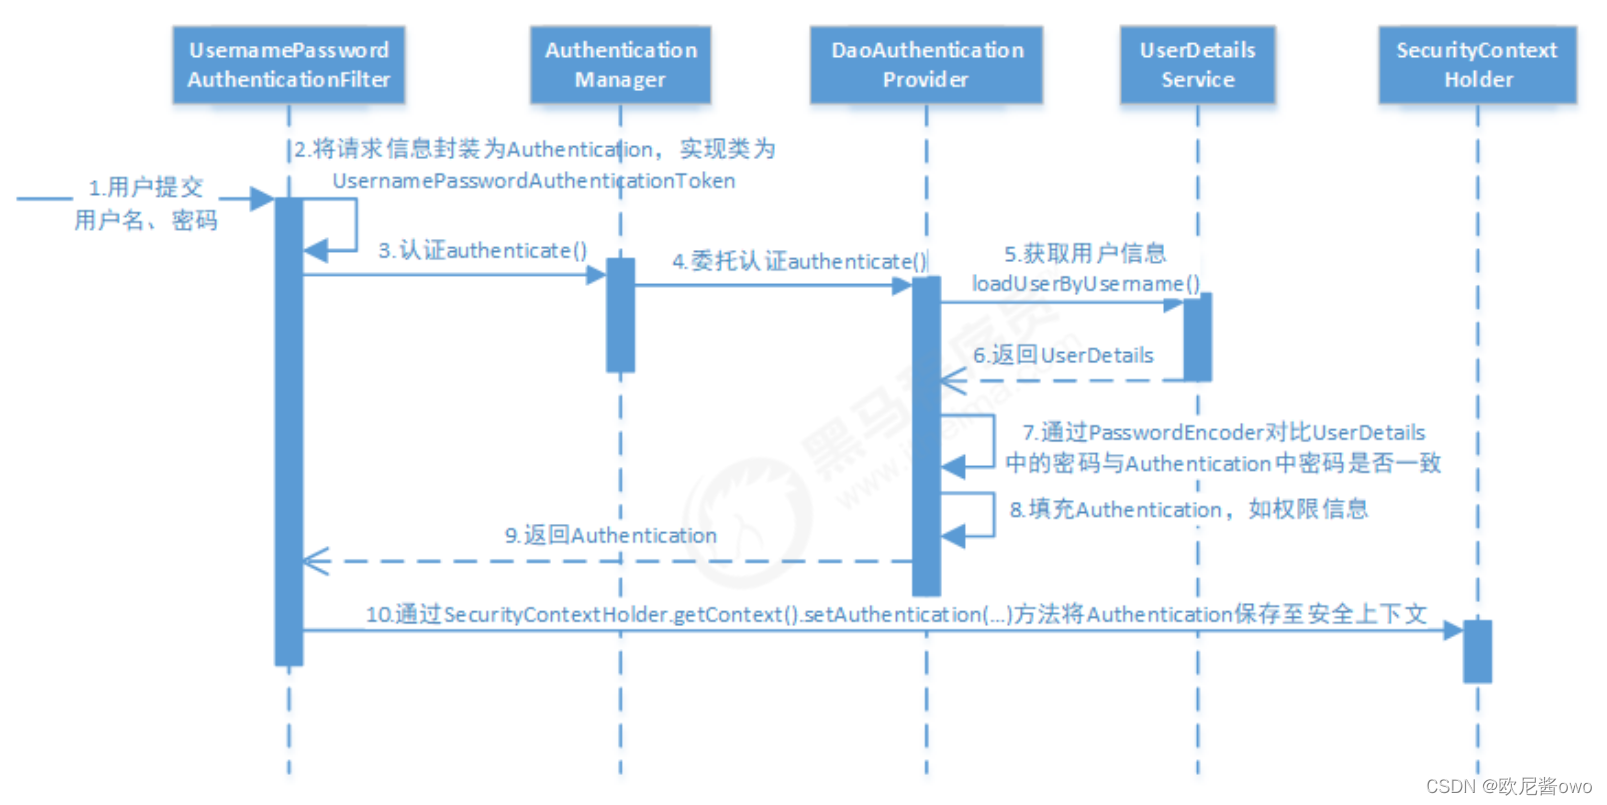 UsernamePassword
AuthenticationFilter
Authentication
Manager
DaoAuthentication
Provider
UserDetails
Service
SecurityContext
Holder
2.将请求信息封装为Authentication，实现类为
UsernamePasswordAuthenticationToken
1.用户提交
用户名、密码
3.认证authenticate()
4.委托认证authenticate()
5.获取用户信息
loadUserByUsername()
6.返回UserDetails
7.通过PasswordEncoder对比UserDetails
中的密码与Authentication中密码是否一致
8.填充Authentication，如权限信息
9.返回Authentication
10.通过SecurityContextHolder.getContext().setAuthentication(...)方法将Authentication保存至安全上下文
黑马程序员
CSDN @欧尼酱owo